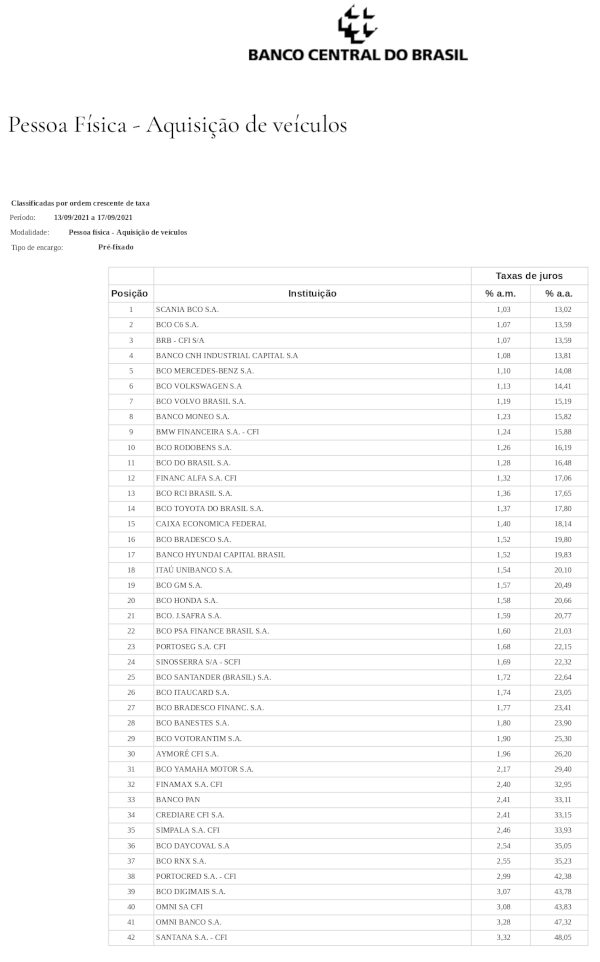 BANCO CENTRAL DO BRASIL
Pessoa Física - Aquisição de veículos
Classificadas por ordem crescente de taxa
Período: 13/09/2021 a 17/09/2021
Modalidade: Pessoa física - Aquisição de veículos
Tipo de encargo: Pré-fixado
Taxas de juros
Posição Instituição % a.m. % a.a.
1 SCANIA BCO S.A. 1,03 13,02
2 BCO C6 S.A. 1,07 13,59
3 BRB - CFI S/A 1,07 13,59
4 BANCO CNH INDUSTRIAL CAPITAL S.A 1,08 13,81
5 BCO MERCEDES-BENZ S.A. 1,10 14,08
6 BCO VOLKSWAGEN S.A 1,13 14,41
7 BCO VOLVO BRASIL S.A. 1,19 15,19
8 BANCO MONEO S.A. 1,23 15,82
9 BMW FINANCEIRA S.A. - CFI 1,24 15,88
10 BCO RODOBENS S.A. 1,26 16,19
11 BCO DO BRASIL S.A. 1,28 16,48
12 FINANC ALFA S.A. CFI 1,32 17,06
13 BCO RCI BRASIL S.A. 1,36 17,65
14 BCO TOYOTA DO BRASIL S.A. 1,37 17,80
15 CAIXA ECONOMICA FEDERAL 1,40 18,14
16 BCO BRADESCO S.A. 1,52 19,80
17 BANCO HYUNDAI CAPITAL BRASIL 1,52 19,83
18 ITAÚ UNIBANCO S.A. 1,54 20,10
19 BCO GM S.A. 1,57 20,49
20 BCO HONDA S.A. 1,58 20,66
21 BCO. J.SAFRA S.A. 1,59 20,77
22 BCO PSA FINANCE BRASIL S.A. 1,60 21,03
23 PORTOSEG S.A. CFI 1,68 22,15
24 SINOSSERRA S/A - SCFI 1,69 22,32
25 BCO SANTANDER (BRASIL) S.A. 1,72 22,64
26 BCO ITAUCARD S.A. 1,74 23,05
27 BCO BRADESCO FINANC. S.A. 1,77 23,41
28 BCO BANESTES S.A. 1,80 23,90
29 BCO VOTORANTIM S.A. 1,90 25,30
30 AYMORÉ CFI S.A. 1,96 26,20
31 BCO YAMAHA MOTOR S.A. 2,17 29,40
32 FINAMAX S.A. CFI 2,40 32,95
33 BANCO PAN 2,41 33,11
34 CREDIARE CFI S.A. 2,41 33,15
35 SIMPALA S.A. CFI 2,46 33,93
36 BCO DAYCOVAL S.A 2,54 35,05
37 BCO RNX S.A. 2,55 35,23
38 PORTOCRED S.A. - CFI 2,99 42,38
39 BCO DIGIMAIS S.A. 3,07 43,78
40 OMNI SA CFI 3,08 43,83
41 OMNI BANCO S.A. 3,28 47,32
42 SANTANA S.A. - CFI 3,32 48,05